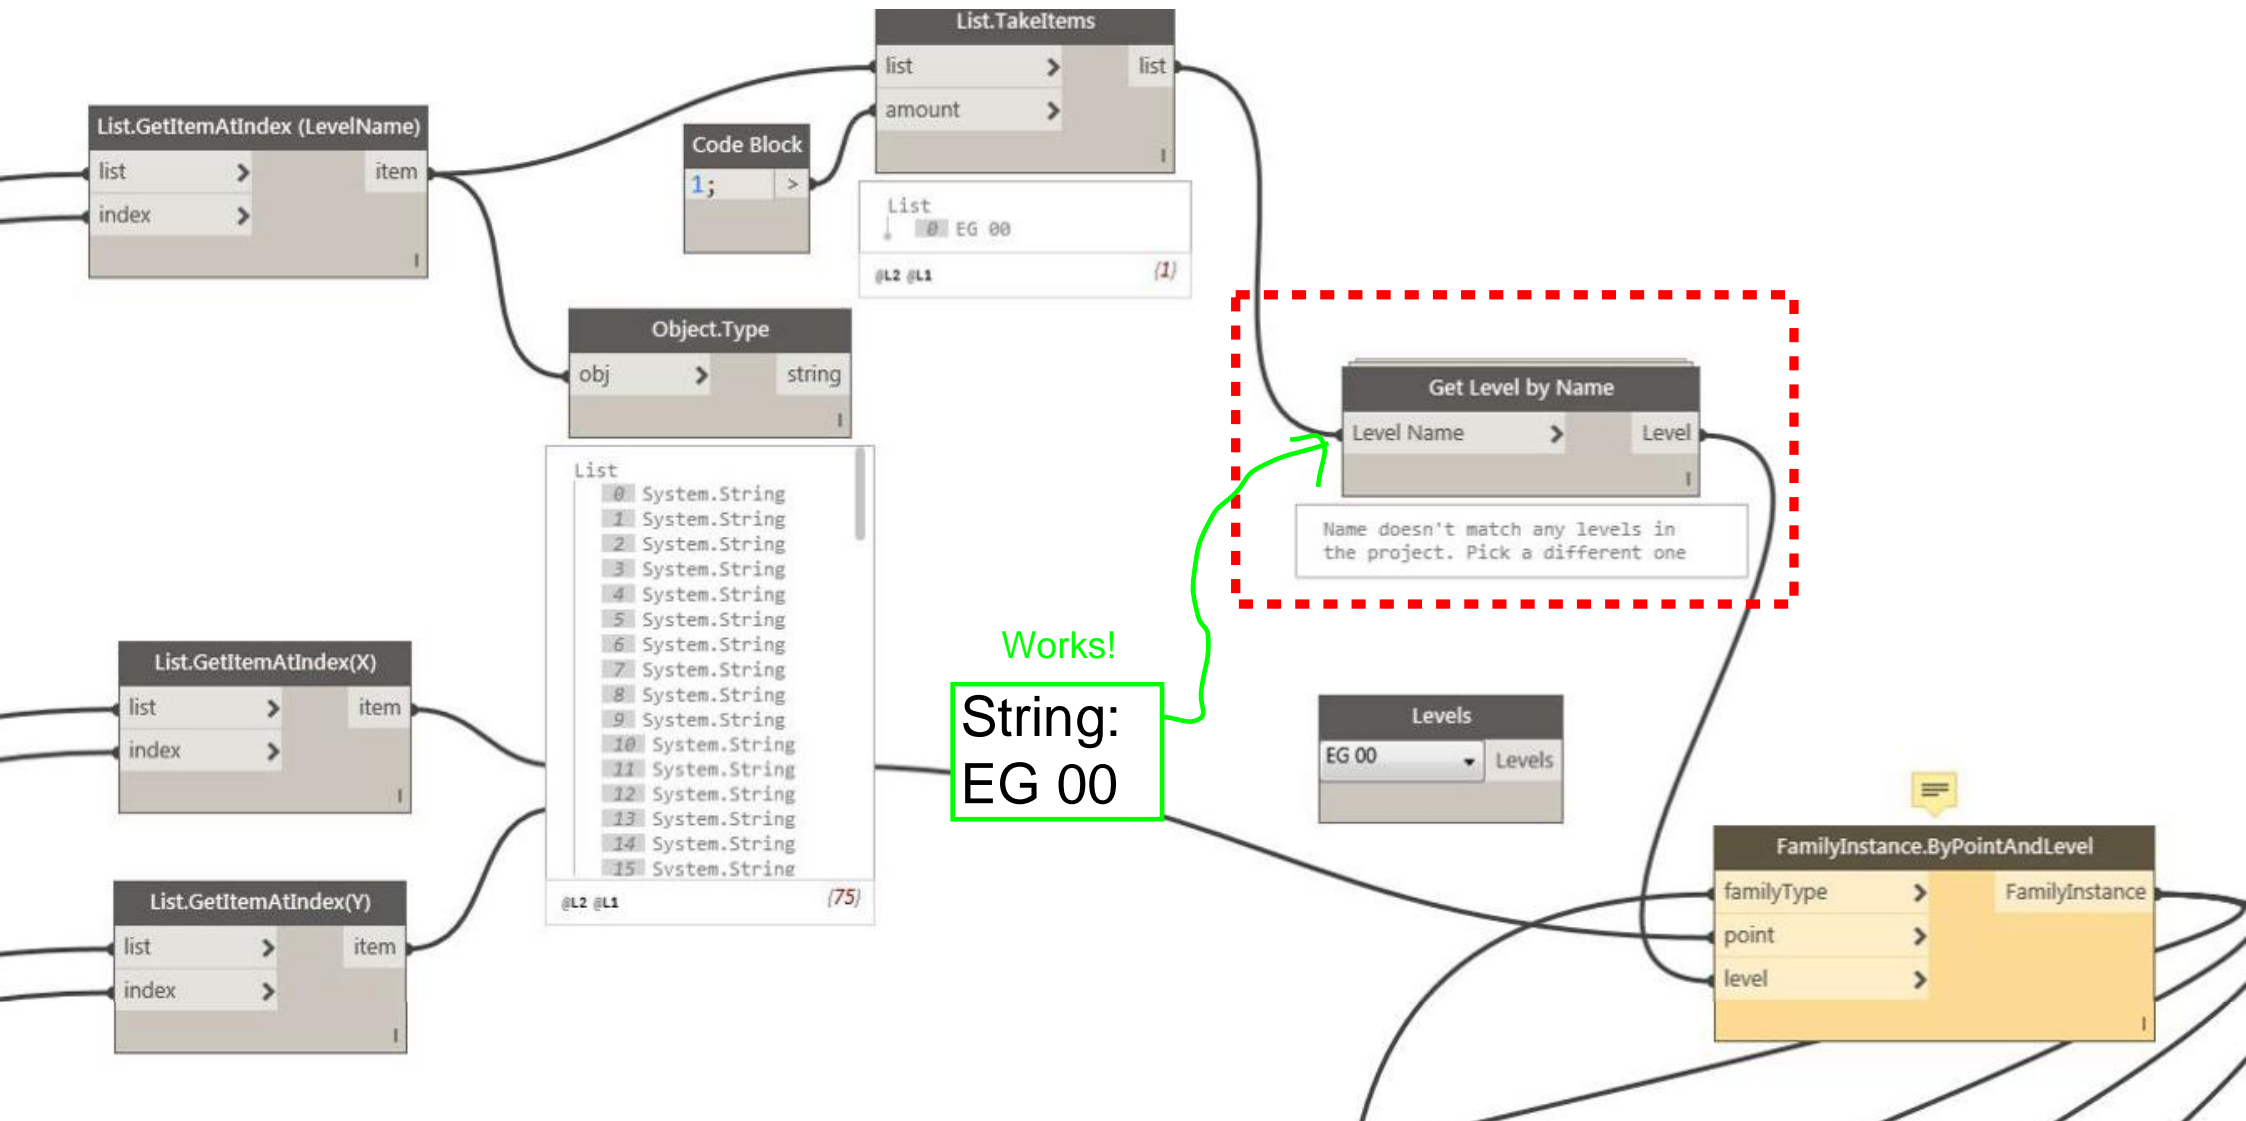 List.TakeItems
list > list
amount >
List.GetItemAtIndex (LevelName)
list > item
index >
Code Block
1; >
List
0 EG 00
@L2 @L1 {1}
Object.Type
obj > string
List
0 System.String
1 System.String
2 System.String
3 System.String
4 System.String
5 System.String
6 System.String
7 System.String
8 System.String
9 System.String
10 System.String
11 System.String
12 System.String
13 System.String
14 System.String
15 System.String
@L2 @L1 {75}
Get Level by Name
Level Name > Level
Name doesn't match any levels in
the project. Pick a different one
List.GetItemAtIndex(X)
list > item
index >
Works!
String:
EG 00
Levels
EG 00 Levels
List.GetItemAtIndex(Y)
list > item
index >
FamilyInstance.ByPointAndLevel
familyType > FamilyInstance
point >
level >